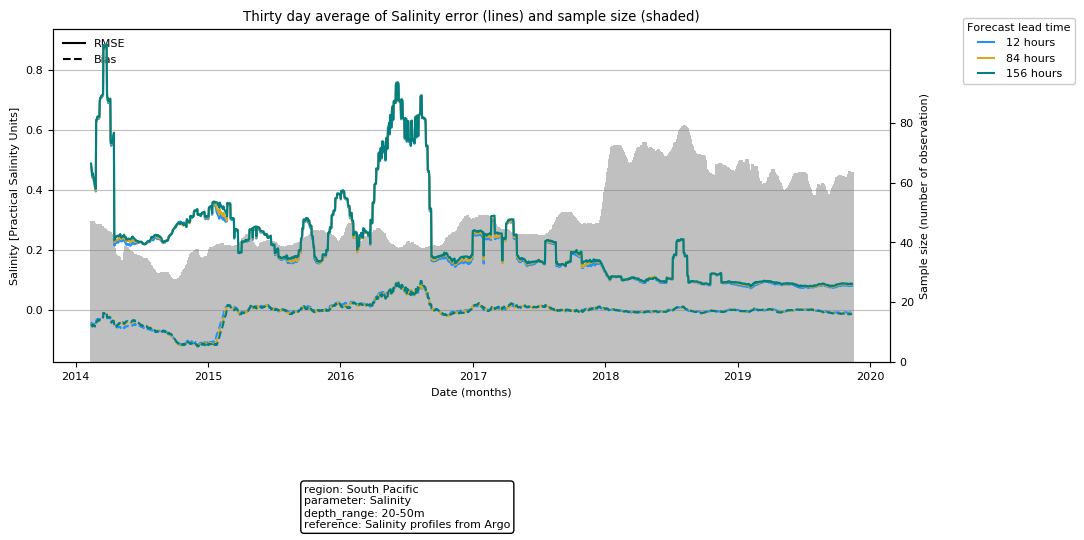 Thirty day average of Salinity error (lines) and sample size (shaded)
Forecast lead time
12 hours
84 hours
156 hours
RMSE
Bias
Salinity [Practical Salinity Units]
0.8
0.6
0.4
0.2
0.0
Sample size (number of observation)
80
60
40
20
0
2014 2015 2016 2017 2018 2019 2020
Date (months)
region: South Pacific
parameter: Salinity
depth_range: 20-50m
reference: Salinity profiles from Argo